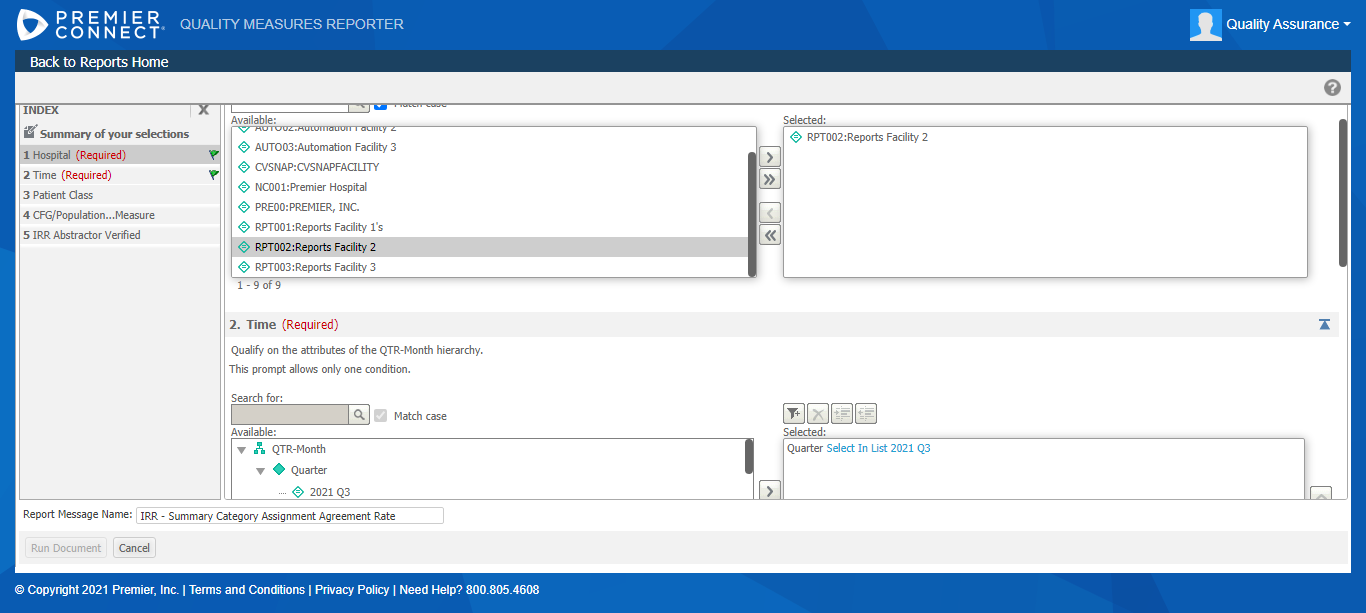 PREMIER CONNECT
QUALITY MEASURES REPORTER
Quality Assurance
Back to Reports Home
INDEX
Summary of your selections
1 Hospital (Required)
2 Time (Required)
3 Patient Class
4 CFG/Population...Measure
5 IRR Abstractor Verified
Match case
Available:
AUTO02:Automation Facility 2
AUTO03:Automation Facility 3
CVSNAP:CVSNAPFACILITY
NC001:Premier Hospital
PRE00:PREMIER, INC.
RPT001:Reports Facility 1's
RPT002:Reports Facility 2
RPT003:Reports Facility 3
1 - 9 of 9
Selected:
RPT002:Reports Facility 2
2. Time (Required)
Qualify on the attributes of the QTR-Month hierarchy.
This prompt allows only one condition.
Search for:
Match case
Available:
QTR-Month
Quarter
2021 Q3
Selected:
Quarter Select In List 2021 Q3
Report Message Name: IRR - Summary Category Assignment Agreement Rate
Run Document Cancel
© Copyright 2021 Premier, Inc. | Terms and Conditions | Privacy Policy | Need Help? 800.805.4608